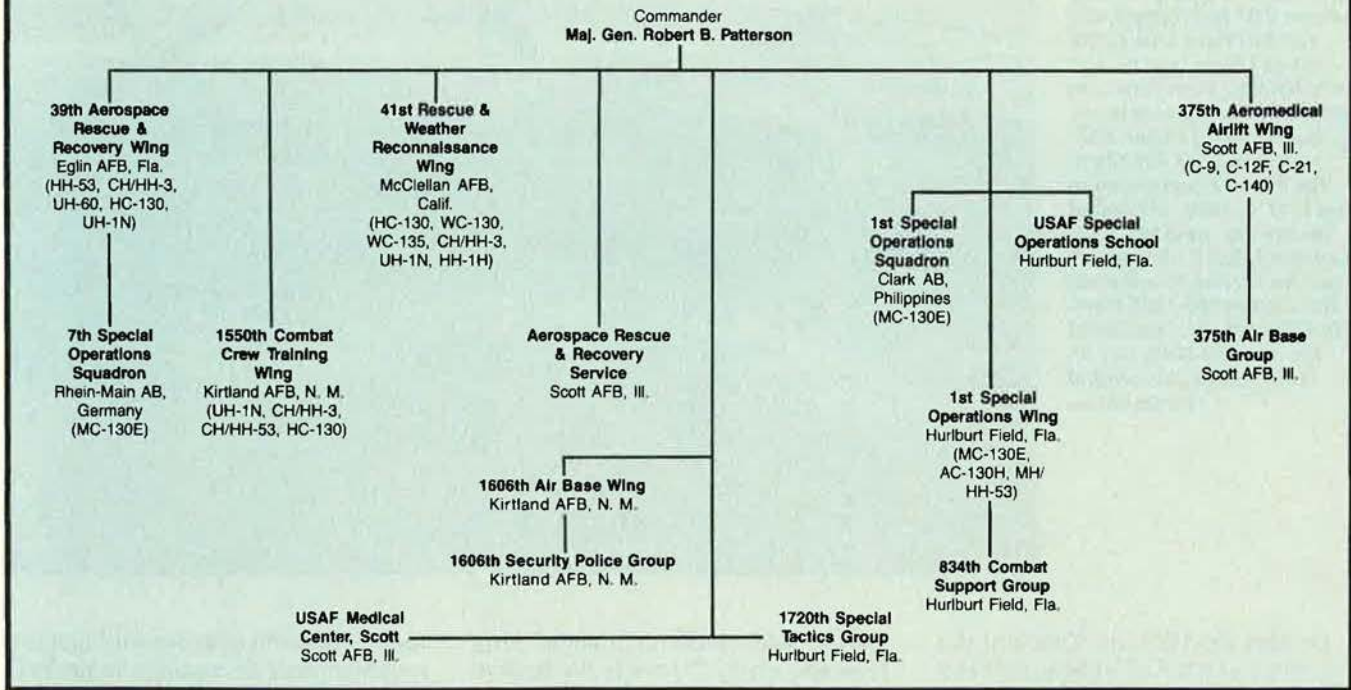 Commander
Maj. Gen. Robert B. Patterson
39th Aerospace
Rescue &
Recovery Wing
Eglin AFB, Fla.
(HH-53, CH/HH-3,
UH-60, HC-130,
UH-1N)
7th Special
Operations
Squadron
Rhein-Main AB,
Germany
(MC-130E)
1550th Combat
Crew Training
Wing
Kirtland AFB, N. M.
(UH-1N, CH/HH-3,
CH/HH-53, HC-130)
41st Rescue &
Weather
Reconnaissance
Wing
McClellan AFB,
Calif.
(HC-130, WC-130,
WC-135, CH/HH-3,
UH-1N, HH-1H)
Aerospace Rescue
& Recovery
Service
Scott AFB, Ill.
1606th Air Base Wing
Kirtland AFB, N. M.
1606th Security Police Group
Kirtland AFB, N. M.
USAF Medical
Center, Scott
Scott AFB, Ill.
1720th Special
Tactics Group
Hurlburt Field, Fla.
1st Special
Operations
Squadron
Clark AB,
Philippines
(MC-130E)
USAF Special
Operations School
Hurlburt Field, Fla.
1st Special
Operations Wing
Hurlburt Field, Fla.
(MC-130E,
AC-130H, MH/
HH-53)
834th Combat
Support Group
Hurlburt Field, Fla.
375th Aeromedical
Airlift Wing
Scott AFB, Ill.
(C-9, C-12F, C-21,
C-140)
375th Air Base
Group
Scott AFB, Ill.